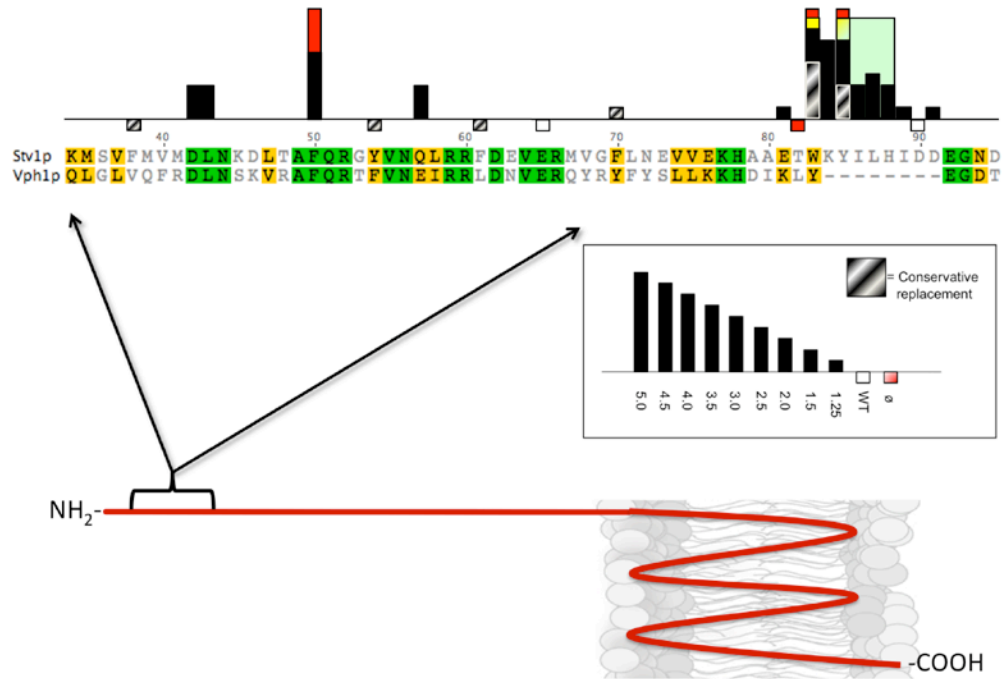 40 50 60 70 80 90
Stv1p KMSVFMVMDLNKDLTAFQRGYVNQLRRFDEVERMVGFLNEVVEKHAAETWKYILHIDDEGND
Vph1p QLGLVQFRDLNSKVRAFQRTFVNEIRRLDNVERQYRYFYSLLKKHDIKLY--------EGDT
= Conservative
replacement
5.0 4.5 4.0 3.5 3.0 2.5 2.0 1.5 1.25 WT ø
NH2-
-COOH